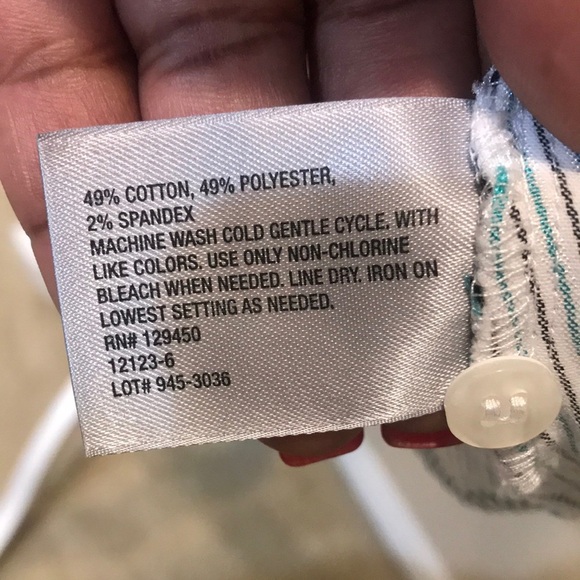 49% COTTON, 49% POLYESTER,
2% SPANDEX
MACHINE WASH COLD GENTLE CYCLE. WITH
LIKE COLORS. USE ONLY NON-CHLORINE
BLEACH WHEN NEEDED. LINE DRY. IRON ON
LOWEST SETTING AS NEEDED.
RN# 129450
12123-6
LOT# 945-3036